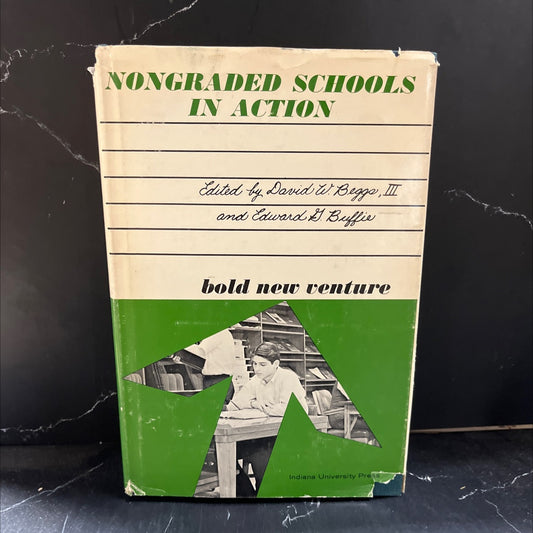 NONGRADED SCHOOLS
IN ACTION
Edited by David W. Beggs, III
and Edward G Buffie
bold new venture
Indiana University Press